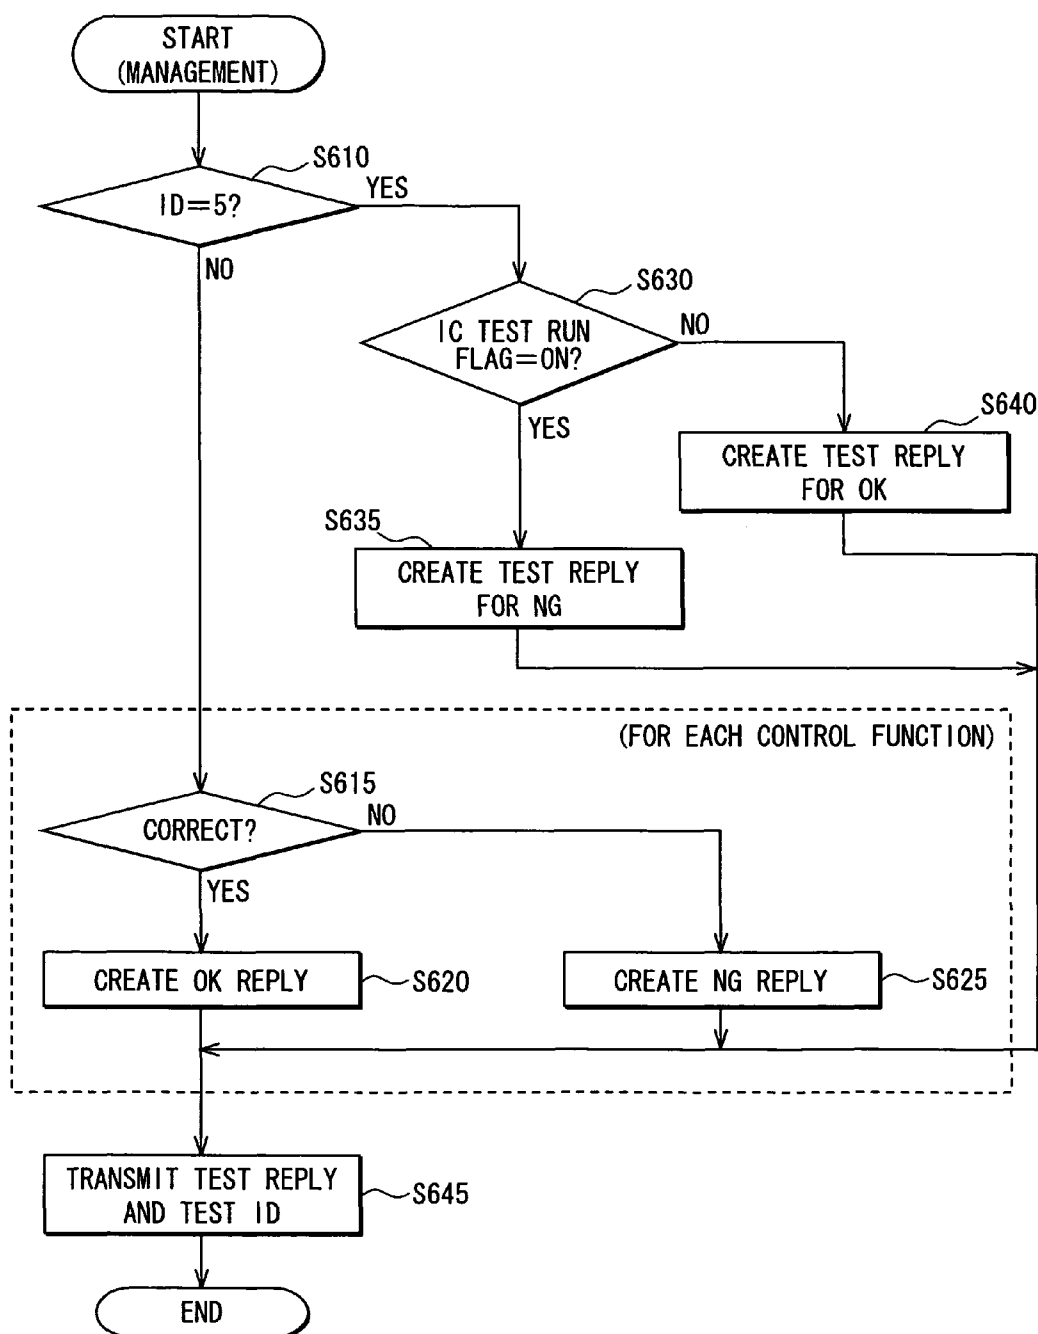 START
(MANAGEMENT)
S610
ID=5?
YES
NO
S630
IC TEST RUN
FLAG=ON?
NO
YES
S640
CREATE TEST REPLY
FOR OK
S635
CREATE TEST REPLY
FOR NG
(FOR EACH CONTROL FUNCTION)
S615
CORRECT?
NO
YES
CREATE OK REPLY
S620
CREATE NG REPLY
S625
TRANSMIT TEST REPLY
AND TEST ID
S645
END